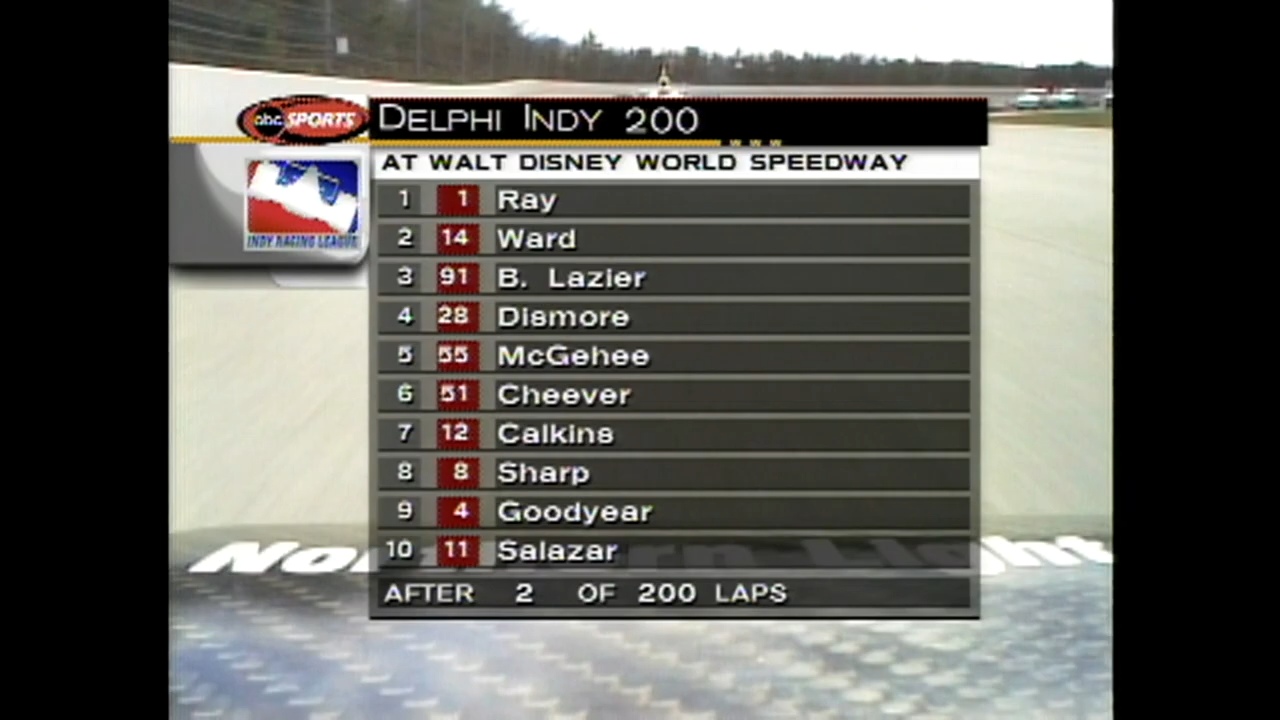 abc SPORTS
DELPHI INDY 200
AT WALT DISNEY WORLD SPEEDWAY
INDY RACING LEAGUE
1 1 Ray
2 14 Ward
3 91 B. Lazier
4 28 Dismore
5 55 McGehee
6 51 Cheever
7 12 Calkins
8 8 Sharp
9 4 Goodyear
10 11 Salazar
Northern Light
AFTER 2 OF 200 LAPS